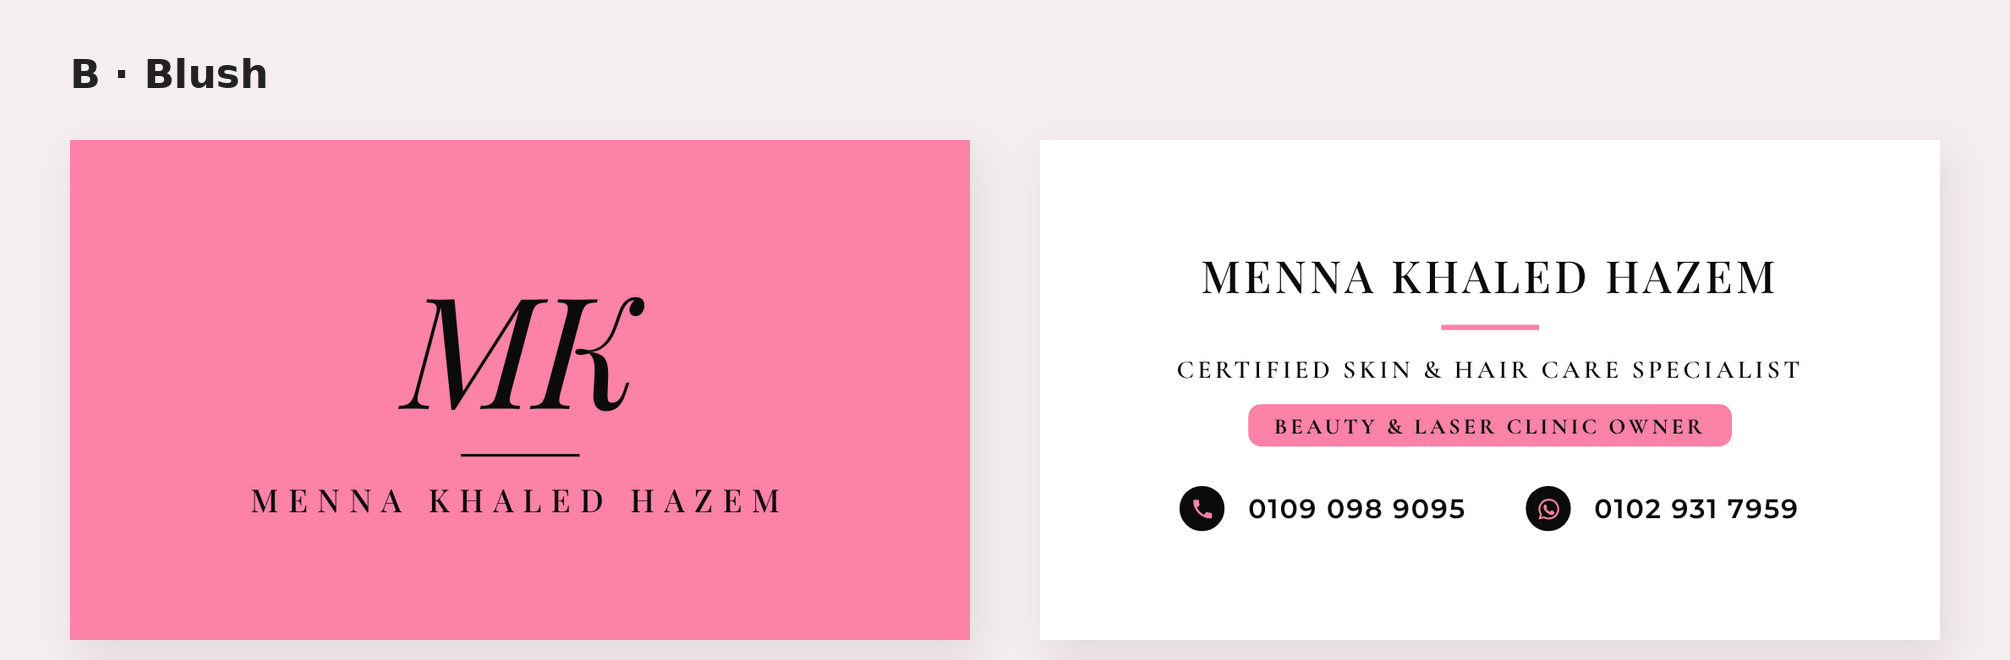 B · Blush
MK
MENNA KHALED HAZEM
MENNA KHALED HAZEM
CERTIFIED SKIN & HAIR CARE SPECIALIST
BEAUTY & LASER CLINIC OWNER
0109 098 9095
0102 931 7959